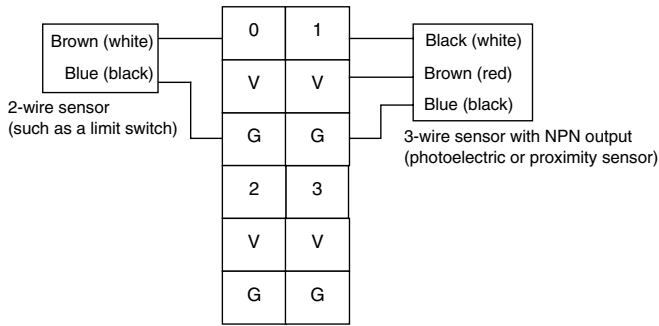 Brown (white)
Blue (black)
2-wire sensor
(such as a limit switch)
0 1
V V
G G
2 3
V V
G G
Black (white)
Brown (red)
Blue (black)
3-wire sensor with NPN output
(photoelectric or proximity sensor)